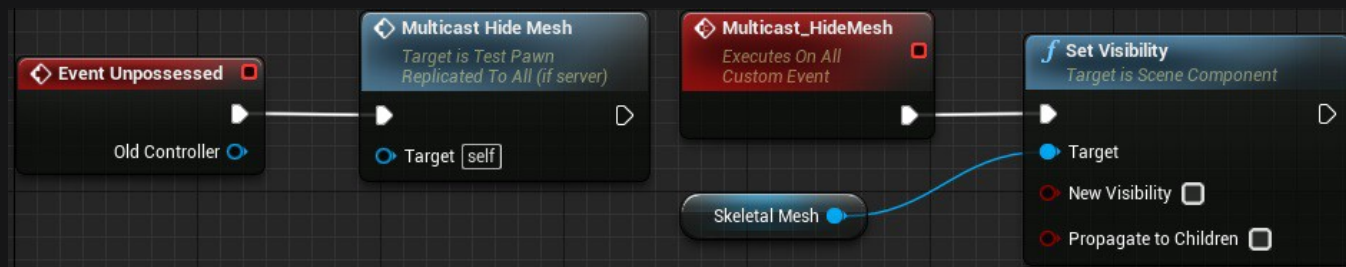 Event Unpossessed
Old Controller
Multicast Hide Mesh
Target is Test Pawn
Replicated To All (if server)
Target self
Multicast_HideMesh
Executes On All
Custom Event
Skeletal Mesh
f Set Visibility
Target is Scene Component
Target
New Visibility
Propagate to Children